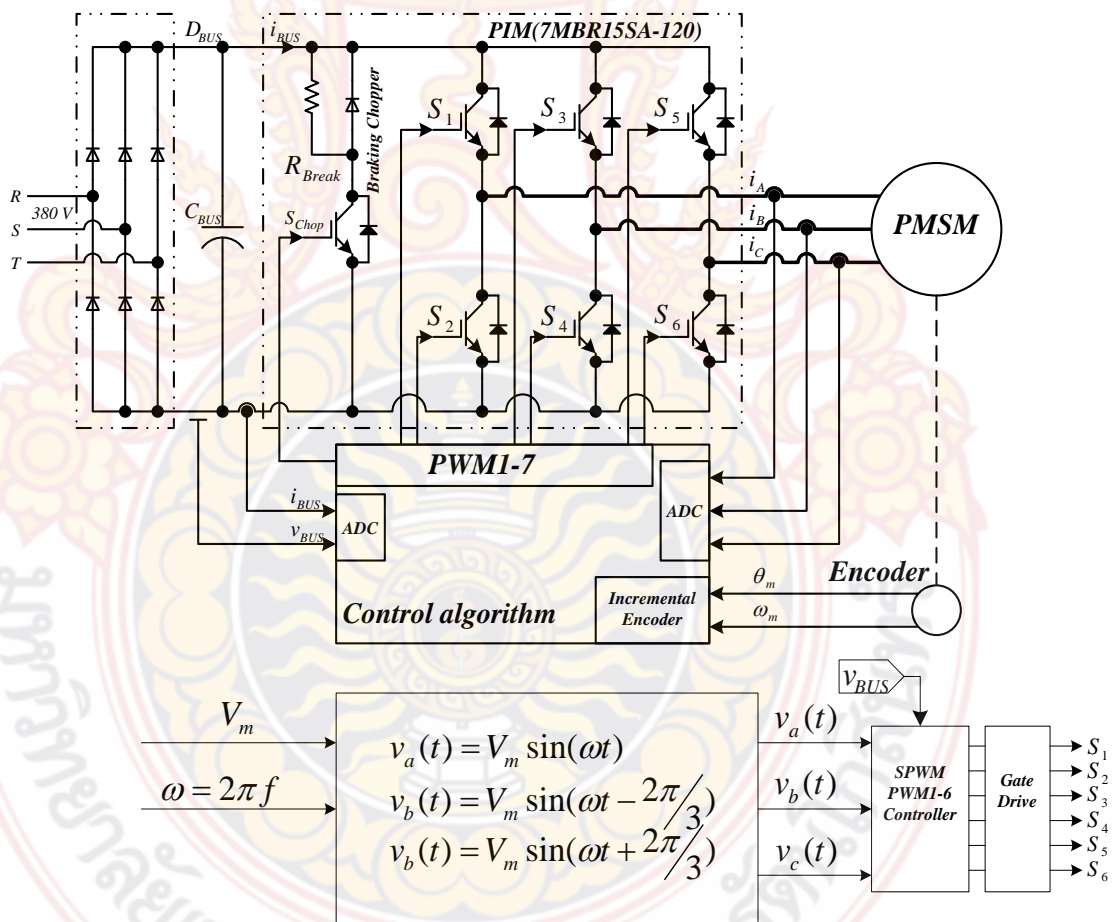 D_BUS
i_BUS
PIM(7MBR15SA-120)
Braking Chopper
S_1
S_3
S_5
R_Break
R
380 V
S
T
C_BUS
S_Chop
i_A
i_B
i_C
PMSM
S_2
S_4
S_6
PWM1-7
i_BUS
v_BUS
ADC
ADC
Control algorithm
Incremental
Encoder
Encoder
θ_m
ω_m
v_BUS
V_m
ω = 2πf
v_a(t) = V_m sin(ωt)
v_b(t) = V_m sin(ωt − 2π/3)
v_b(t) = V_m sin(ωt + 2π/3)
v_a(t)
v_b(t)
v_c(t)
SPWM
PWM1-6
Controller
Gate
Drive
S_1
S_2
S_3
S_4
S_5
S_6